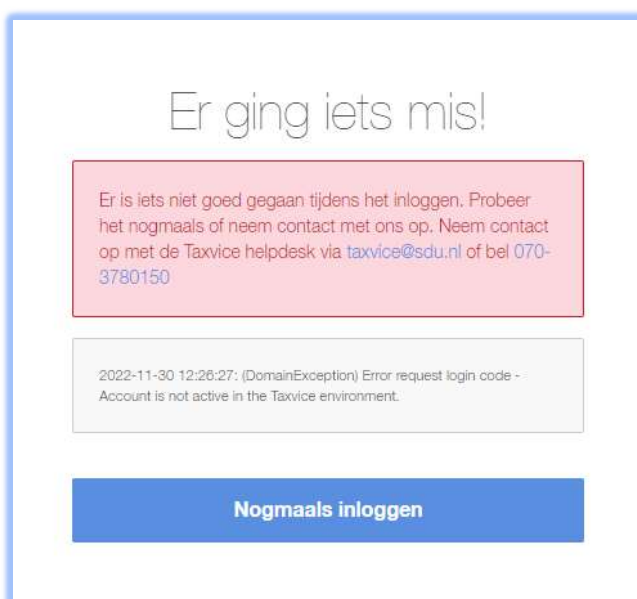 Er ging iets mis!
Er is iets niet goed gegaan tijdens het inloggen. Probeer
het nogmaals of neem contact met ons op. Neem contact
op met de Taxvice helpdesk via taxvice@sdu.nl of bel 070-
3780150
2022-11-30 12:26:27: (DomainException) Error request login code -
Account is not active in the Taxvice environment.
Nogmaals inloggen